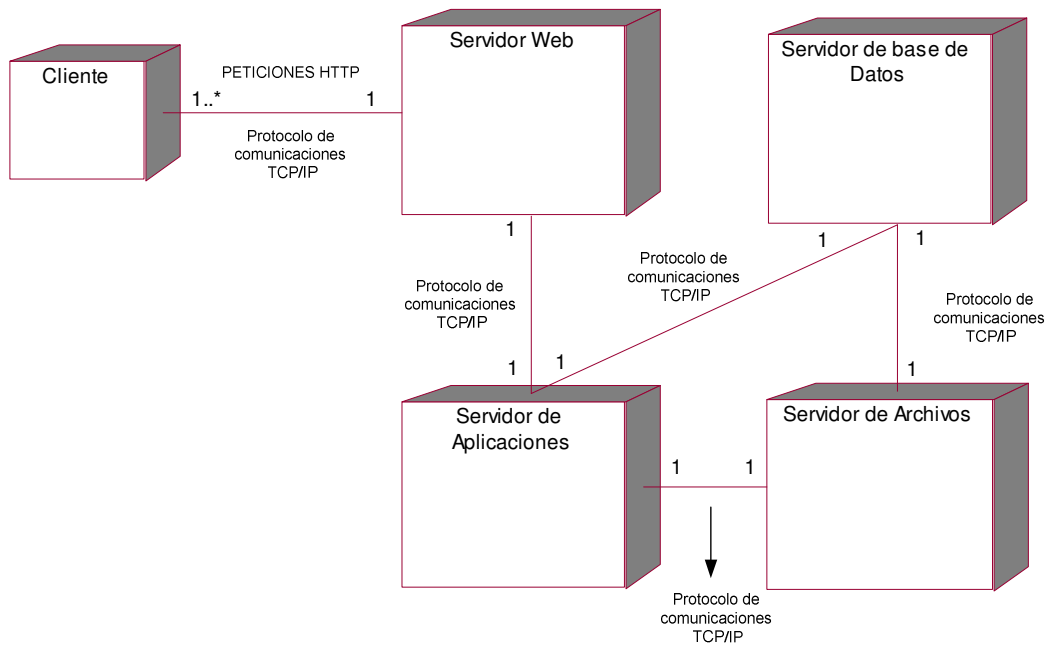 Cliente
PETICIONES HTTP
1..*
1
Protocolo de
comunicaciones
TCP/IP
Servidor Web
Servidor de base de
Datos
1
Protocolo de
comunicaciones
TCP/IP
1
1
Protocolo de
comunicaciones
TCP/IP
1
1
Protocolo de
comunicaciones
TCP/IP
1
Servidor de
Aplicaciones
Servidor de Archivos
1
1
Protocolo de
comunicaciones
TCP/IP